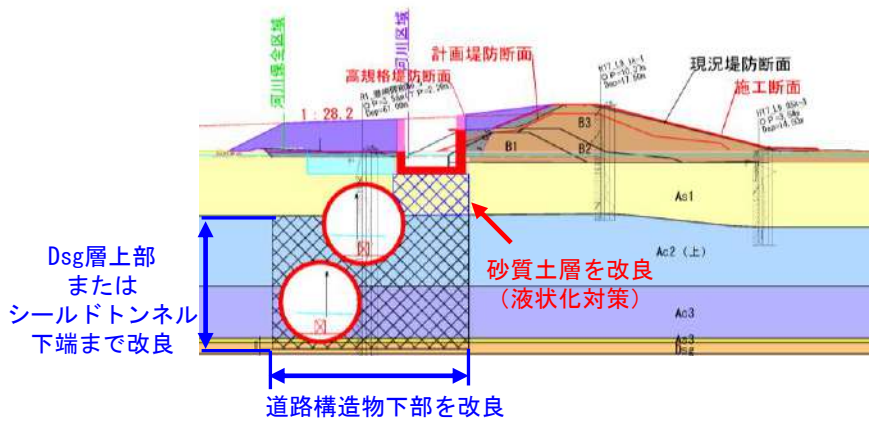 河川保全区域
河川区域
計画堤防断面
高規格堤防断面
現況堤防断面
施工断面
1：28.2
B3
B1
B2
As1
Ac2（上）
Ac3
As3
Dsg
砂質土層を改良
（液状化対策）
Dsg層上部
または
シールドトンネル
下端まで改良
道路構造物下部を改良